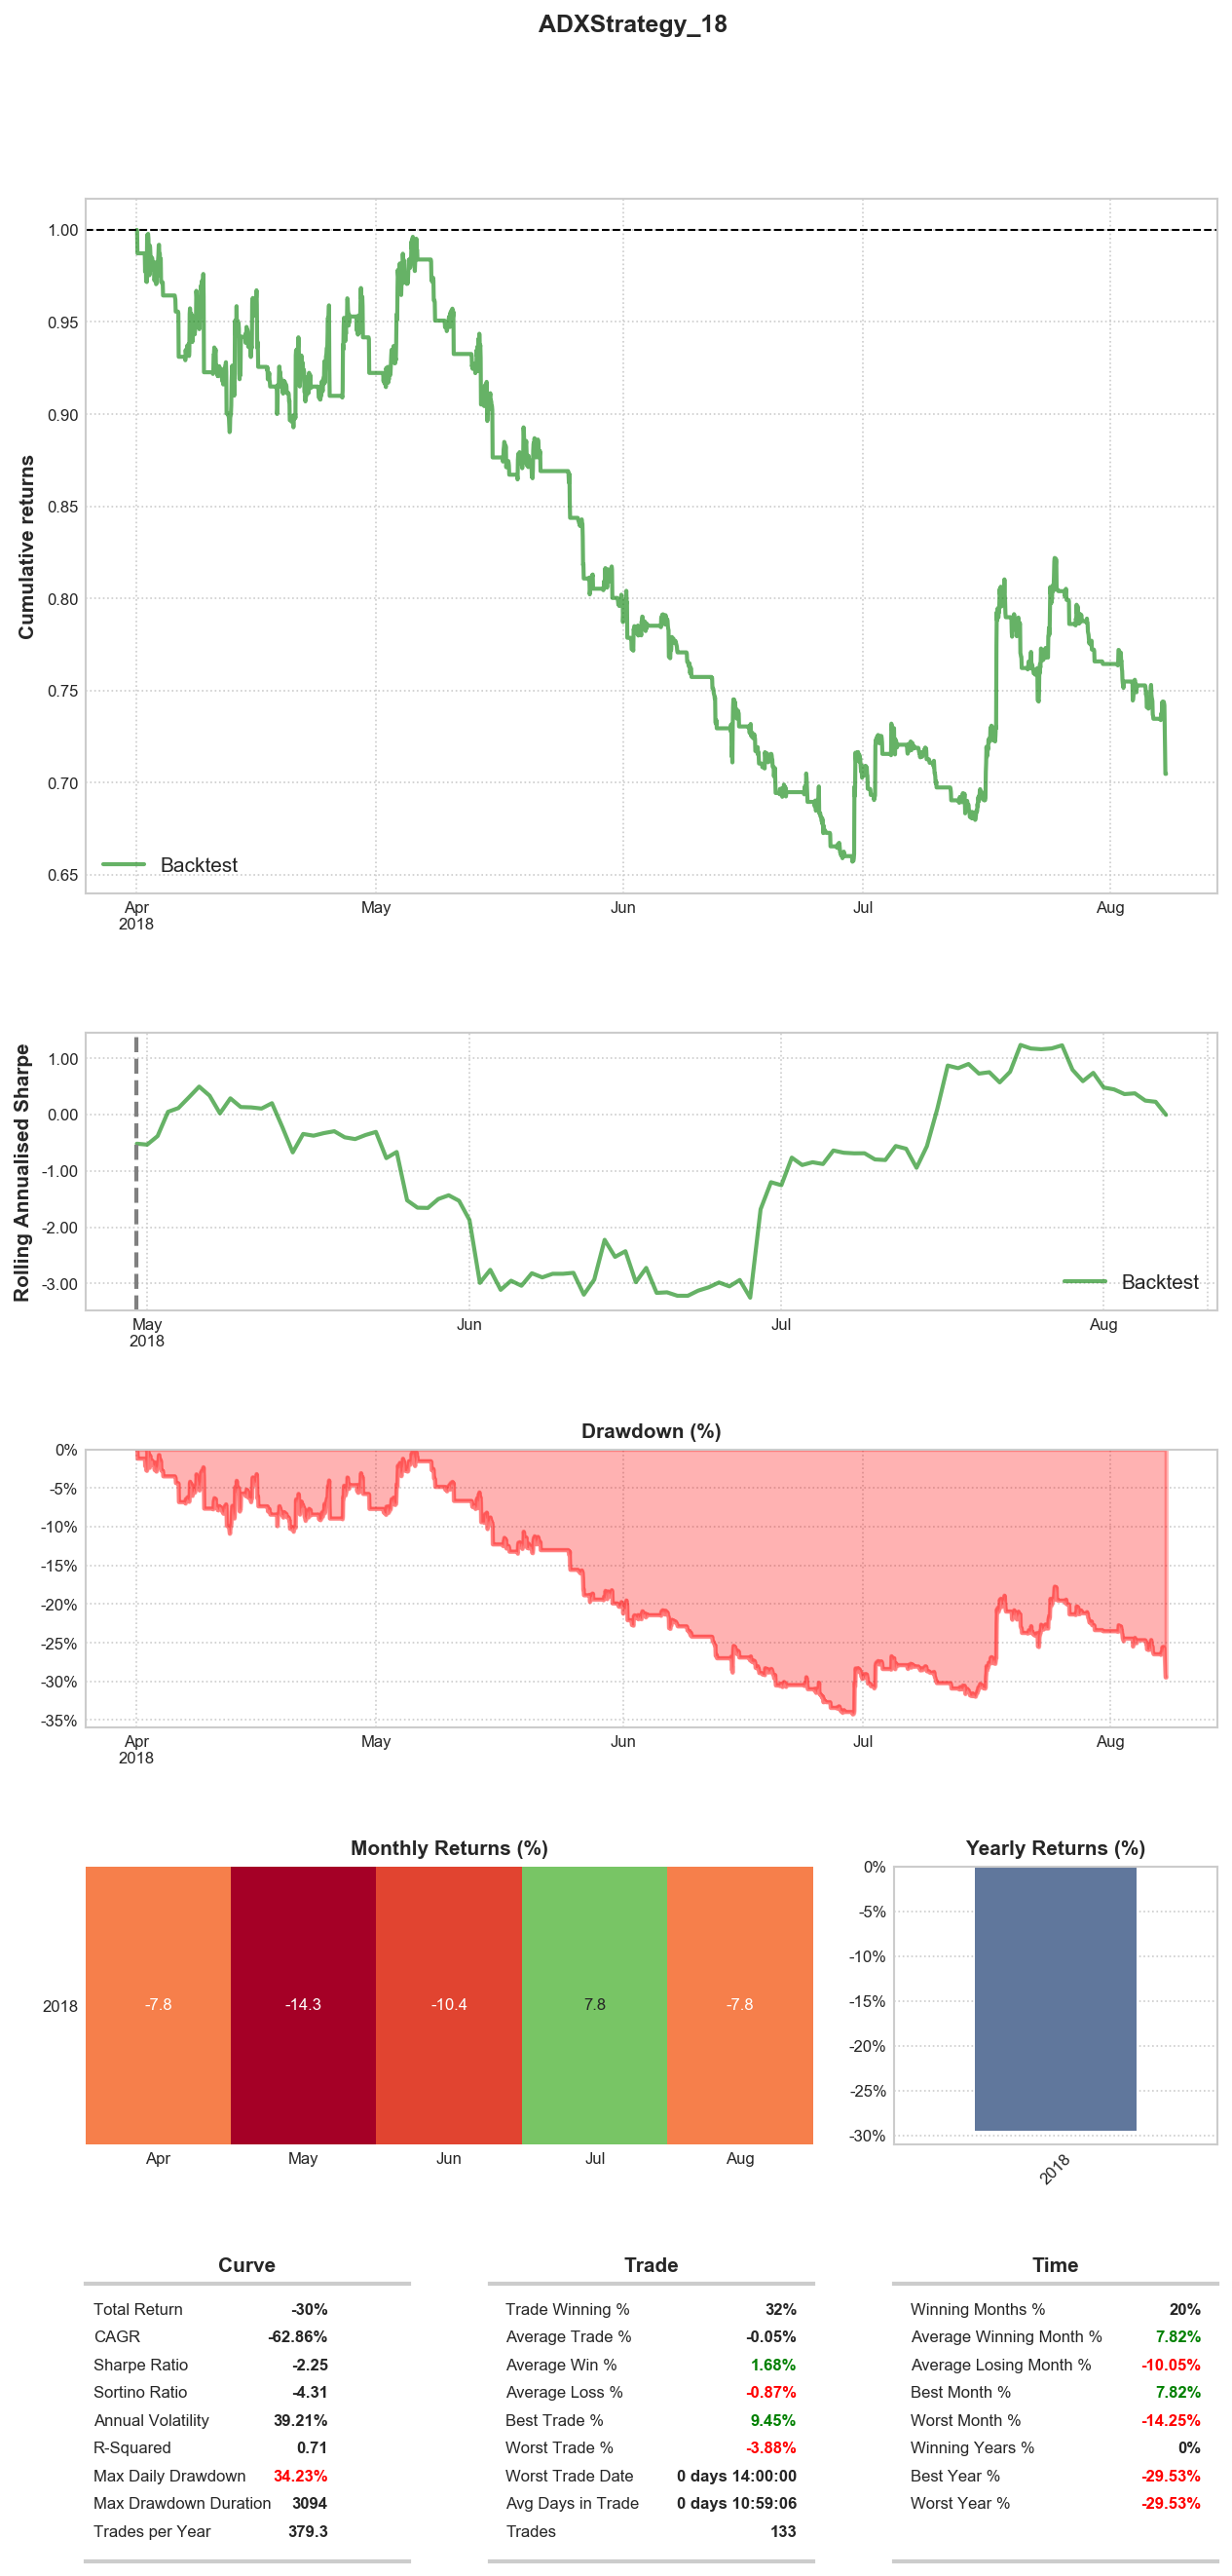 ADXStrategy_18
Cumulative returns
1.00
0.95
0.90
0.85
0.80
0.75
0.70
0.65
Backtest
Apr May Jun Jul Aug
2018
Rolling Annualised Sharpe
1.00
0.00
-1.00
-2.00
-3.00
Backtest
May Jun Jul Aug
2018
Drawdown (%)
0%
-5%
-10%
-15%
-20%
-25%
-30%
-35%
Apr May Jun Jul Aug
2018
Monthly Returns (%)
2018 -7.8 -14.3 -10.4 7.8 -7.8
Apr May Jun Jul Aug
Yearly Returns (%)
0%
-5%
-10%
-15%
-20%
-25%
-30%
2018
Curve
Total Return -30%
CAGR -62.86%
Sharpe Ratio -2.25
Sortino Ratio -4.31
Annual Volatility 39.21%
R-Squared 0.71
Max Daily Drawdown 34.23%
Max Drawdown Duration 3094
Trades per Year 379.3
Trade
Trade Winning % 32%
Average Trade % -0.05%
Average Win % 1.68%
Average Loss % -0.87%
Best Trade % 9.45%
Worst Trade % -3.88%
Worst Trade Date 0 days 14:00:00
Avg Days in Trade 0 days 10:59:06
Trades 133
Time
Winning Months % 20%
Average Winning Month % 7.82%
Average Losing Month % -10.05%
Best Month % 7.82%
Worst Month % -14.25%
Winning Years % 0%
Best Year % -29.53%
Worst Year % -29.53%